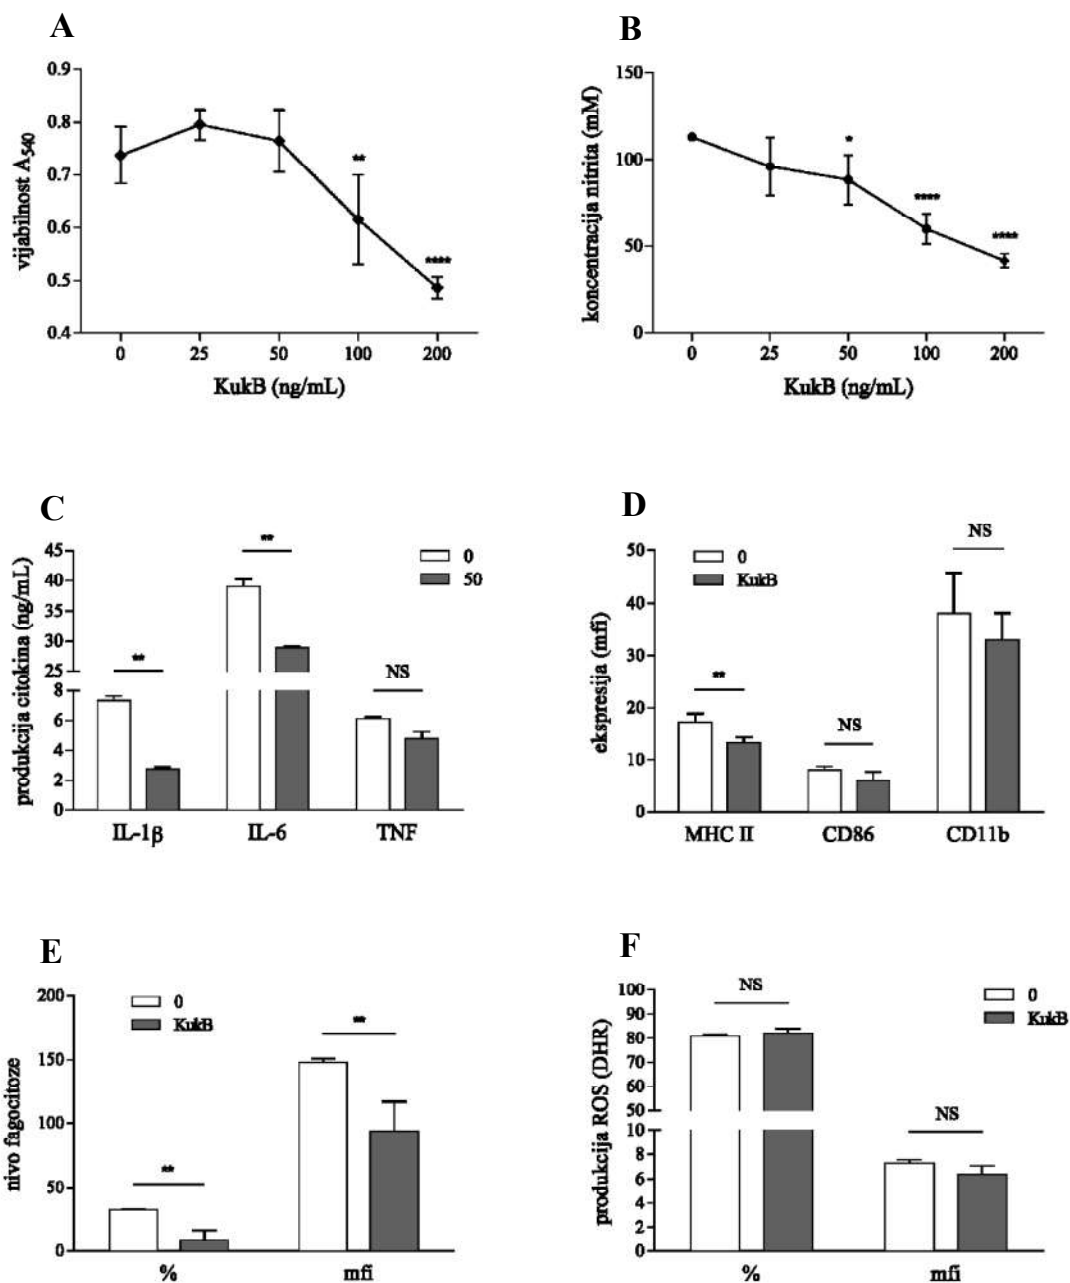 A
vijabilnost A540
0.9
0.8
0.7
0.6
0.5
0.4
**
****
0 25 50 100 200
KukB (ng/mL)
B
koncentracija nitrita (mM)
150
100
50
0
*
****
****
0 25 50 100 200
KukB (ng/mL)
C
produkcija citokina (ng/mL)
45
40
35
30
25
8
6
4
2
0
**
**
NS
0
50
IL-1β IL-6 TNF
D
ekspresija (mfi)
50
40
30
20
10
0
0
KukB
**
NS
NS
MHC II CD86 CD11b
E
nivo fagocitoze
200
150
100
50
0
0
KukB
**
**
% mfi
F
produkcija ROS (DHR)
100
90
80
70
60
50
10
8
6
4
2
0
NS
NS
0
KukB
% mfi